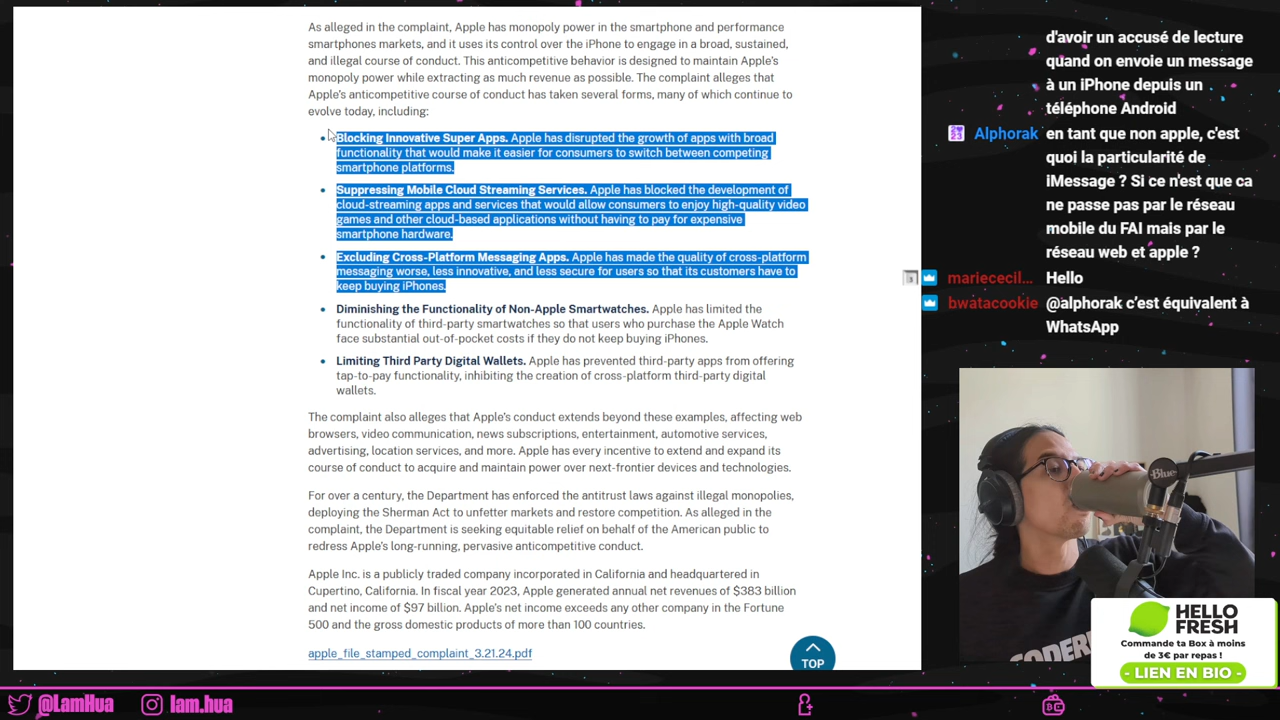 As alleged in the complaint, Apple has monopoly power in the smartphone and performance
smartphones markets, and it uses its control over the iPhone to engage in a broad, sustained,
and illegal course of conduct. This anticompetitive behavior is designed to maintain Apple's
monopoly power while extracting as much revenue as possible. The complaint alleges that
Apple's anticompetitive course of conduct has taken several forms, many of which continue to
evolve today, including:
• Blocking Innovative Super Apps. Apple has disrupted the growth of apps with broad
functionality that would make it easier for consumers to switch between competing
smartphone platforms.
• Suppressing Mobile Cloud Streaming Services. Apple has blocked the development of
cloud-streaming apps and services that would allow consumers to enjoy high-quality video
games and other cloud-based applications without having to pay for expensive
smartphone hardware.
• Excluding Cross-Platform Messaging Apps. Apple has made the quality of cross-platform
messaging worse, less innovative, and less secure for users so that its customers have to
keep buying iPhones.
• Diminishing the Functionality of Non-Apple Smartwatches. Apple has limited the
functionality of third-party smartwatches so that users who purchase the Apple Watch
face substantial out-of-pocket costs if they do not keep buying iPhones.
• Limiting Third Party Digital Wallets. Apple has prevented third-party apps from offering
tap-to-pay functionality, inhibiting the creation of cross-platform third-party digital
wallets.
The complaint also alleges that Apple's conduct extends beyond these examples, affecting web
browsers, video communication, news subscriptions, entertainment, automotive services,
advertising, location services, and more. Apple has every incentive to extend and expand its
course of conduct to acquire and maintain power over next-frontier devices and technologies.
For over a century, the Department has enforced the antitrust laws against illegal monopolies,
deploying the Sherman Act to unfetter markets and restore competition. As alleged in the
complaint, the Department is seeking equitable relief on behalf of the American public to
redress Apple's long-running, pervasive anticompetitive conduct.
Apple Inc. is a publicly traded company incorporated in California and headquartered in
Cupertino, California. In fiscal year 2023, Apple generated annual net revenues of $383 billion
and net income of $97 billion. Apple's net income exceeds any other company in the Fortune
500 and the gross domestic products of more than 100 countries.
apple_file_stamped_complaint_3.21.24.pdf
TOP
d'avoir un accusé de lecture
quand on envoie un message
à un iPhone depuis un
téléphone Android
Alphorak en tant que non apple, c'est
quoi la particularité de
iMessage ? Si ce n'est que ca
ne passe pas par le réseau
mobile du FAI mais par le
réseau web et apple ?
mariececil... Hello
bwatacookie @alphorak c'est équivalent à
WhatsApp
Blue
HELLO
FRESH
Commande ta Box à moins
de 3€ par repas !
- LIEN EN BIO -
@LamHua
lam.hua